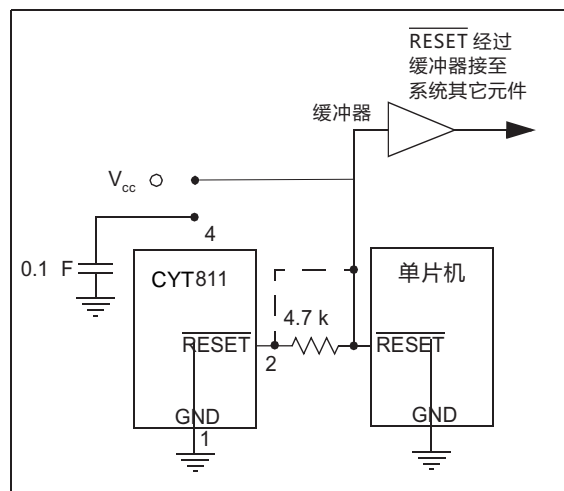 RESET 经过
缓冲器接至
系统其它元件
缓冲器
Vcc
4
0.1 F
CYT811
单片机
4.7 k
RESET
2
RESET
GND
1
GND